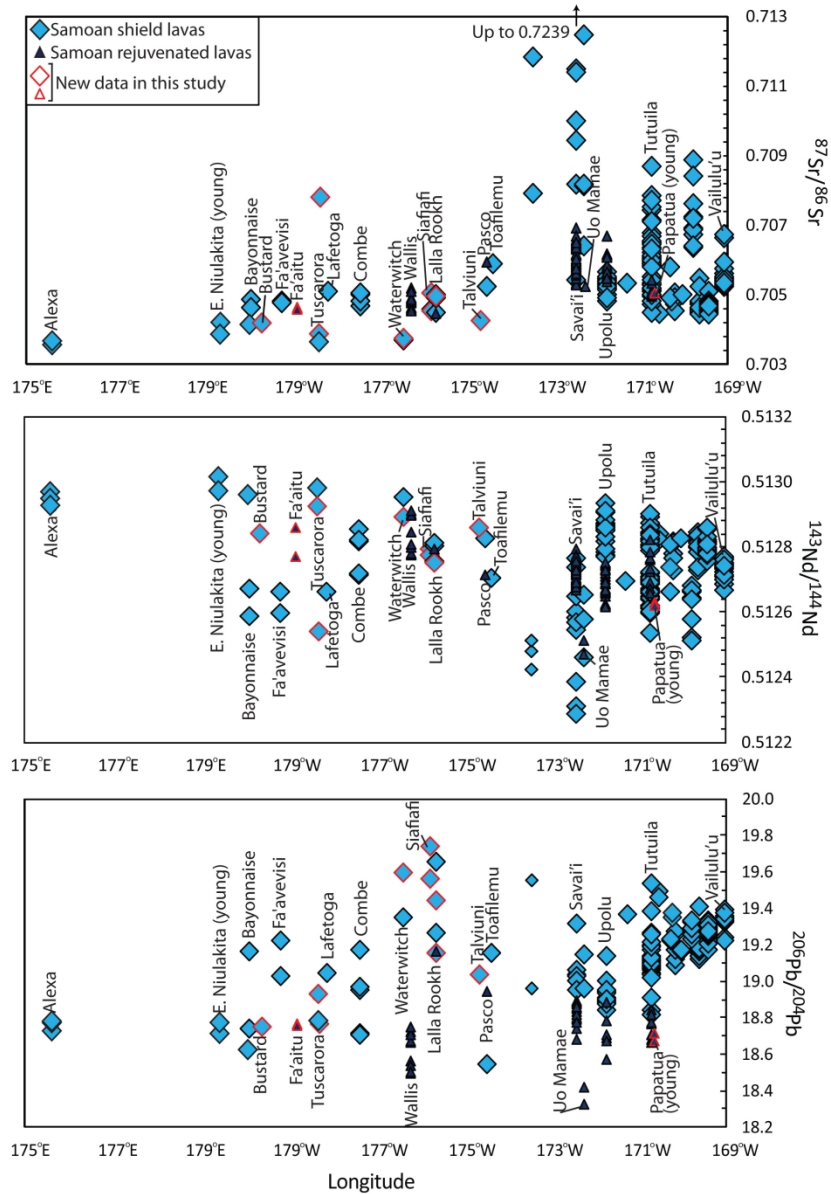 Samoan shield lavas
Samoan rejuvenated lavas
New data in this study
Up to 0.7239
Alexa
E. Niulakita (young)
Bayonnaise
Bustard
Fa'avevisi
Fa'aitu
Tuscarora
Lafetoga
Combe
Waterwitch
Wallis
Siafiafi
Lalla Rookh
Talviuni
Pasco
Toafilemu
Savai'i
Uo Mamae
Upolu
Tutuila
Papatua (young)
Vailulu'u
0.713
0.711
0.709
0.707
0.705
0.703
87Sr/86 Sr
175°E 177°E 179°E 179°W 177°W 175°W 173°W 171°W 169°W
Alexa
E. Niulakita (young)
Bayonnaise
Bustard
Fa'avevisi
Fa'aitu
Tuscarora
Lafetoga
Combe
Waterwitch
Wallis
Siafiafi
Lalla Rookh
Talviuni
Pasco
Toafilemu
Savai'i
Uo Mamae
Upolu
Tutuila
Papatua
(young)
Vailulu'u
0.5132
0.5130
0.5128
0.5126
0.5124
0.5122
143Nd/144Nd
175°E 177°E 179°E 179°W 177°W 175°W 173°W 171°W 169°W
Alexa
E. Niulakita (young)
Bayonnaise
Bustard
Fa'avevisi
Fa'aitu
Tuscarora
Lafetoga
Combe
Waterwitch
Wallis
Siafiafi
Lalla Rookh
Talviuni
Pasco
Toafilemu
Savai'i
Uo Mamae
Upolu
Tutuila
Papatua
(young)
Vailulu'u
20.0
19.8
19.6
19.4
19.2
19.0
18.8
18.6
18.4
18.2
206Pb/204Pb
175°E 177°E 179°E 179°W 177°W 175°W 173°W 171°W 169°W
Longitude